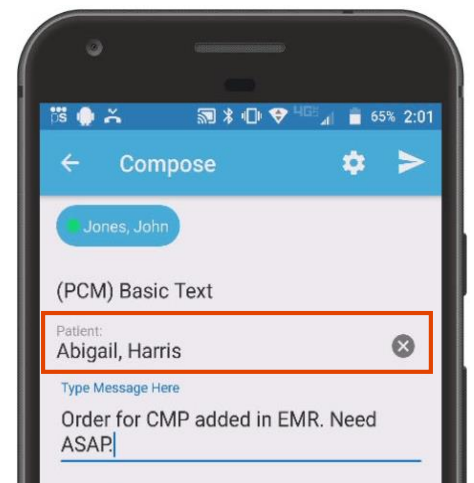 65% 2:01
Compose
Jones, John
(PCM) Basic Text
Patient:
Abigail, Harris
Type Message Here
Order for CMP added in EMR. Need
ASAP.